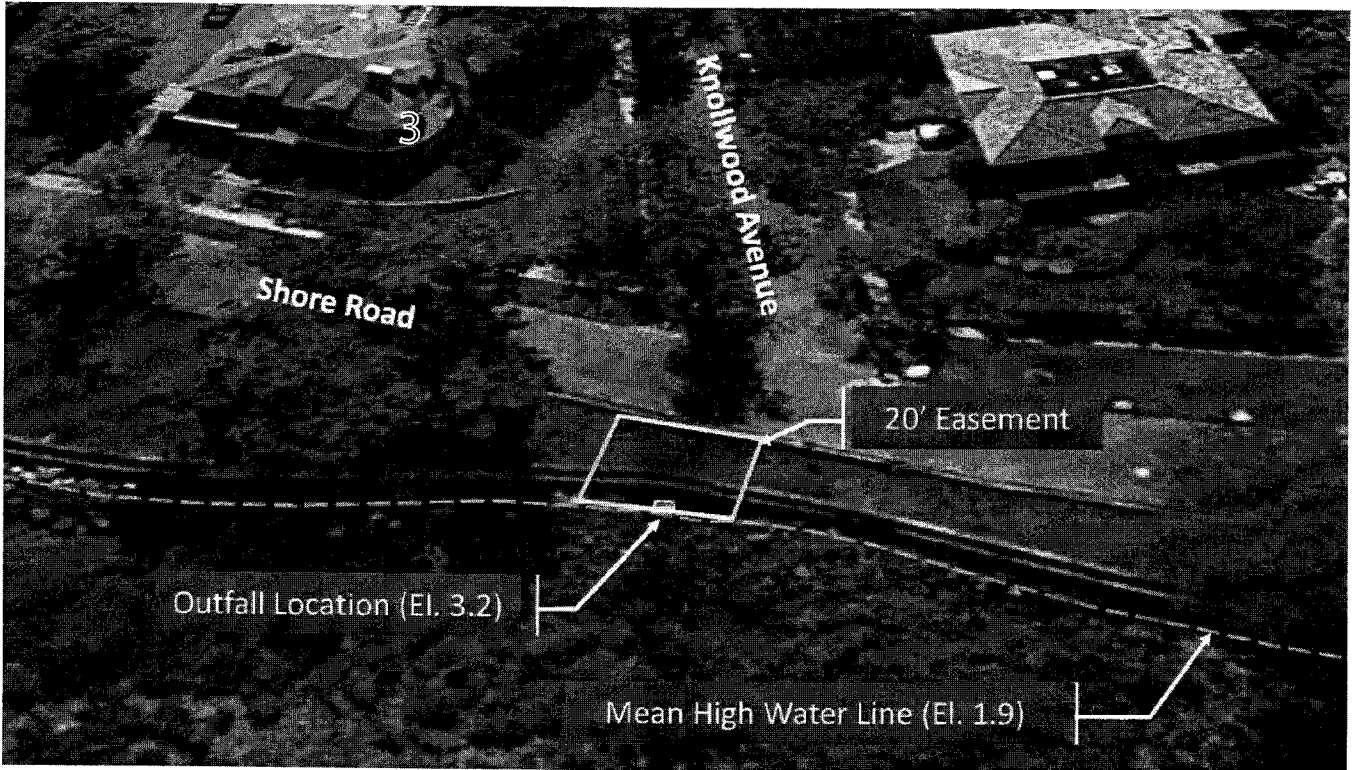 3
Knollwood Avenue
Shore Road
20' Easement
Outfall Location (El. 3.2)
Mean High Water Line (El. 1.9)